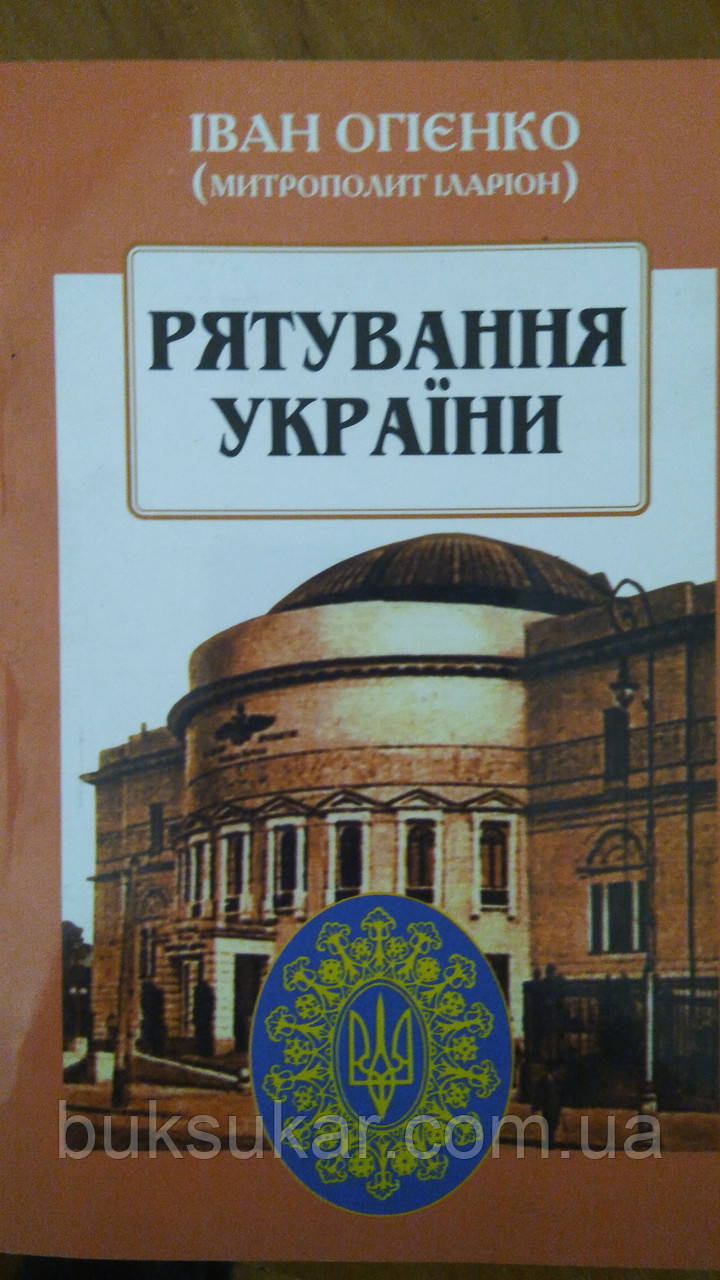 ІВАН ОГІЄНКО
(МИТРОПОЛИТ ІЛАРІОН)
РЯТУВАННЯ
УКРАЇНИ
buksukar.com.ua